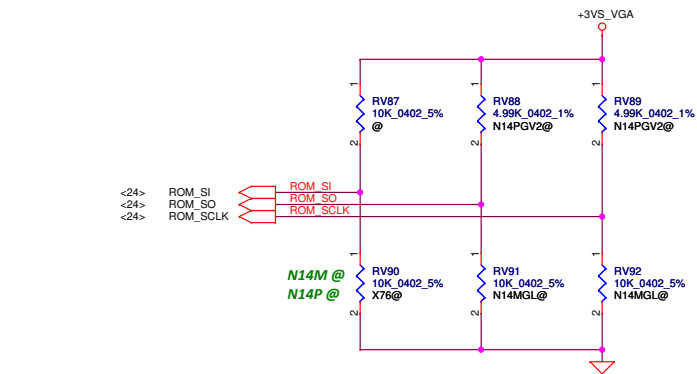 +3VS_VGA
1 1 1
RV87 RV88 RV89
10K_0402_5% 4.99K_0402_1% 4.99K_0402_1%
@ N14PGV2@ N14PGV2@
2 2 2
<24> ROM_SI ROM_SI
<24> ROM_SO ROM_SO
<24> ROM_SCLK ROM_SCLK
1 1 1
N14M @ RV90 RV91 RV92
10K_0402_5% 10K_0402_5% 10K_0402_5%
N14P @ X76@ N14MGL@ N14MGL@
2 2 2